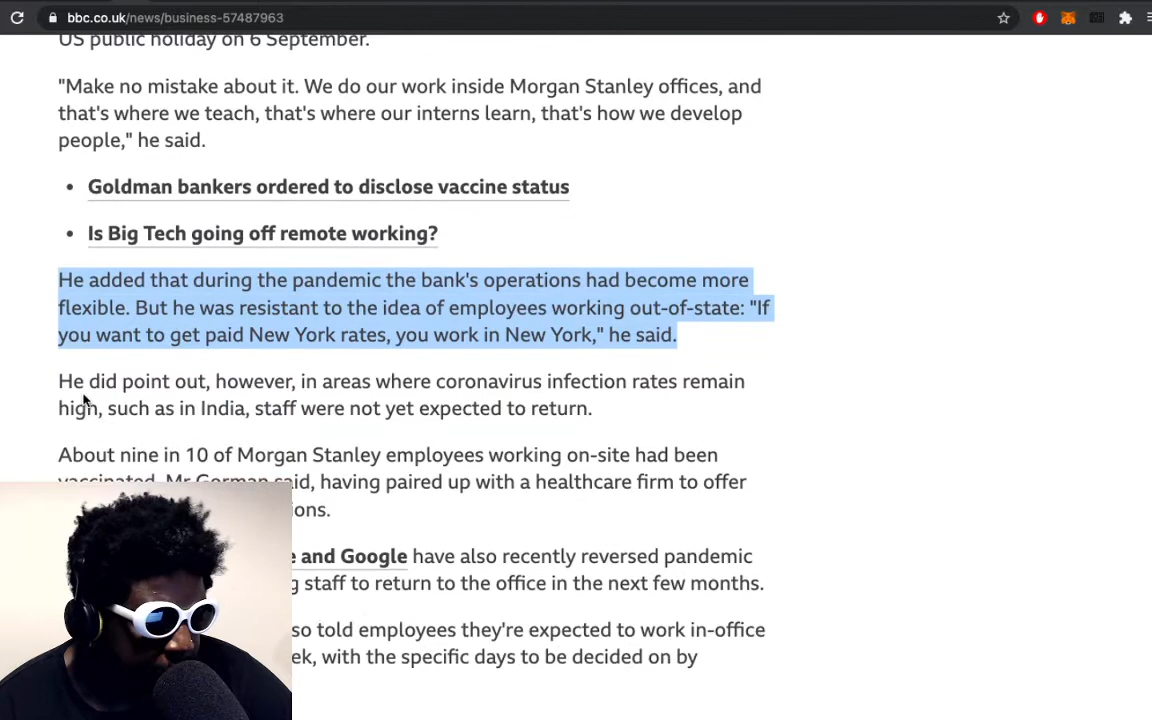 bbc.co.uk/news/business-57487963
US public holiday on 6 September.
"Make no mistake about it. We do our work inside Morgan Stanley offices, and
that's where we teach, that's where our interns learn, that's how we develop
people," he said.
• Goldman bankers ordered to disclose vaccine status
• Is Big Tech going off remote working?
He added that during the pandemic the bank's operations had become more
flexible. But he was resistant to the idea of employees working out-of-state: "If
you want to get paid New York rates, you work in New York," he said.
He did point out, however, in areas where coronavirus infection rates remain
high, such as in India, staff were not yet expected to return.
About nine in 10 of Morgan Stanley employees working on-site had been
vaccinated, Mr Gorman said, having paired up with a healthcare firm to offer
and Google have also recently reversed pandemic
staff to return to the office in the next few months.
told employees they're expected to work in-office
with the specific days to be decided on by